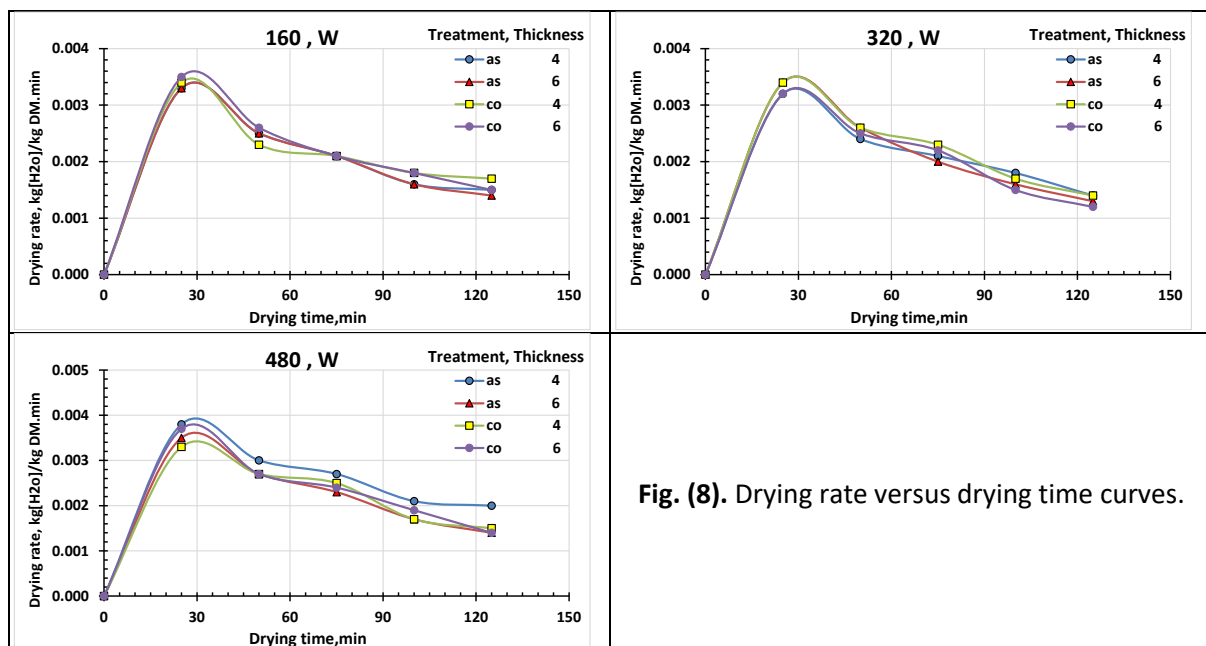 160 , W
Treatment, Thickness
as 4
as 6
co 4
co 6
Drying rate, kg[H2o]/kg DM.min
0.004
0.003
0.002
0.001
0.000
0 30 60 90 120 150
Drying time,min
320 , W
Treatment, Thickness
as 4
as 6
co 4
co 6
Drying rate, kg[H2o]/kg DM.min
0.004
0.003
0.002
0.001
0.000
0 30 60 90 120 150
Drying time,min
480 , W
Treatment, Thickness
as 4
as 6
co 4
co 6
Drying rate, kg[H2o]/kg DM.min
0.005
0.004
0.003
0.002
0.001
0.000
0 30 60 90 120 150
Drying time,min
Fig. (8). Drying rate versus drying time curves.